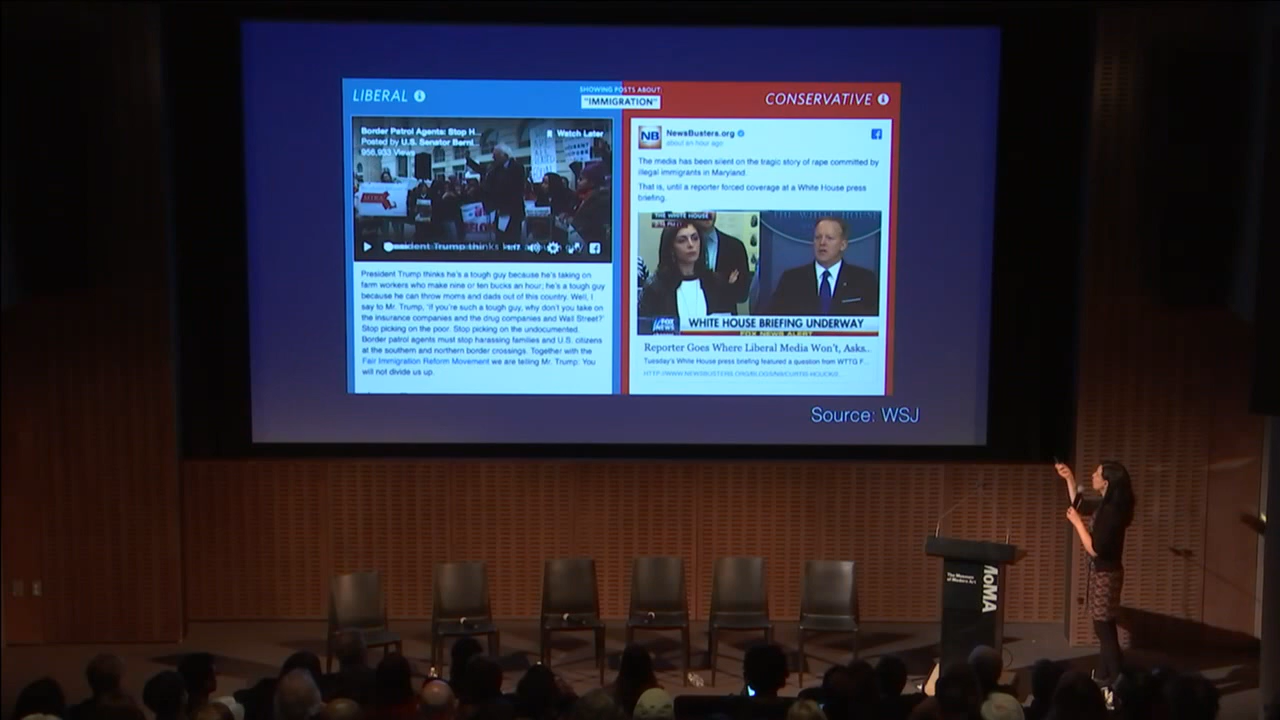 LIBERAL
SHOWING POSTS ABOUT:
"IMMIGRATION"
CONSERVATIVE
Border Patrol Agents: Stop H...
Posted by U.S. Senator Berni...
956,933 Views
Watch Later
President Trump thinks he's a tough guy because he's taking on
farm workers who make nine or ten bucks an hour; he's a tough guy
because he can throw moms and dads out of this country. Well, I
say to Mr. Trump, 'if you're such a tough guy, why don't you take on
the insurance companies and the drug companies and Wall Street?'
Stop picking on the poor. Stop picking on the undocumented.
Border patrol agents must stop harassing families and U.S. citizens
at the southern and northern border crossings. Together with the
Fair Immigration Reform Movement we are telling Mr. Trump: You
will not divide us up.
NB
NewsBusters.org
about an hour ago
The media has been silent on the tragic story of rape committed by
illegal immigrants in Maryland.
That is, until a reporter forced coverage at a White House press
briefing.
THE WHITE HOUSE
FOX NEWS
WHITE HOUSE BRIEFING UNDERWAY
FOX NEWS ALERT
Reporter Goes Where Liberal Media Won't, Asks...
Tuesday's White House press briefing featured a question from WTTG F...
Source: WSJ
The Museum
of Modern Art
MoMA